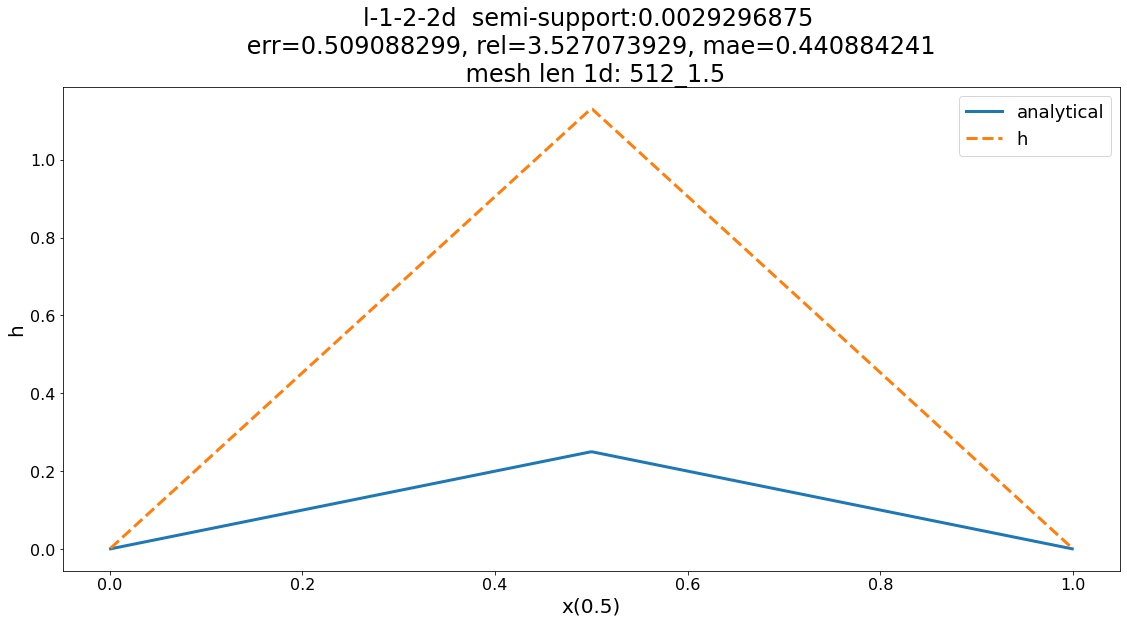 l-1-2-2d  semi-support:0.0029296875
err=0.509088299, rel=3.527073929, mae=0.440884241
mesh len 1d: 512_1.5
analytical
h
1.0
0.8
0.6
0.4
0.2
0.0
h
0.0 0.2 0.4 0.6 0.8 1.0
x(0.5)